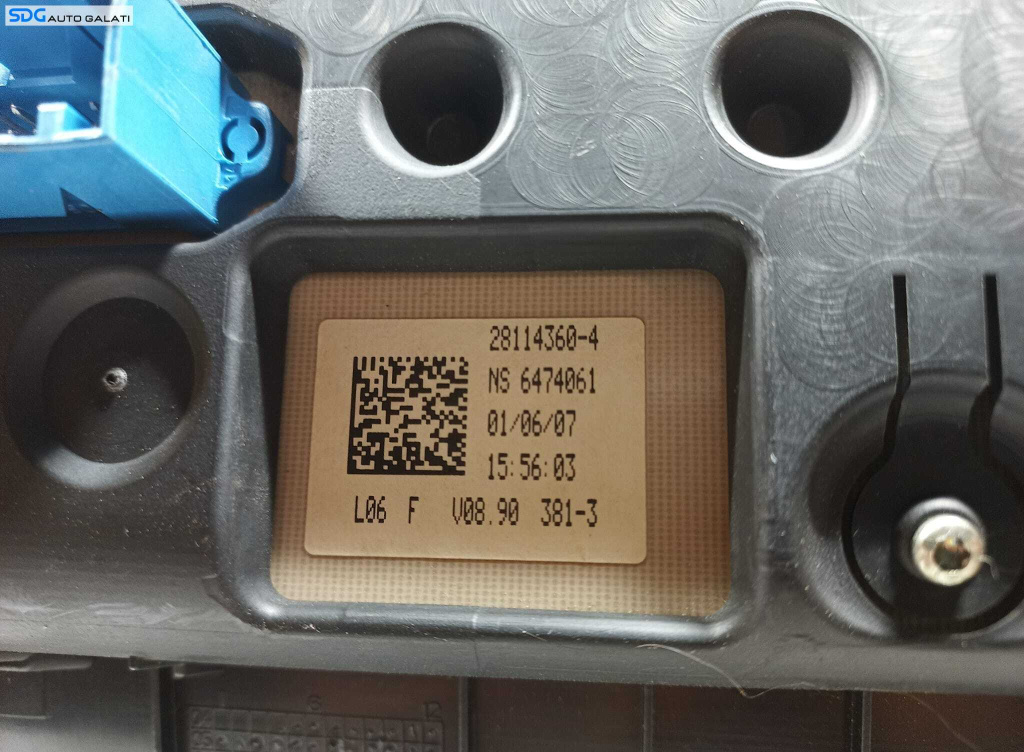 SDG AUTO GALATI
28114360-4
NS 6474061
01/06/07
15:56:03
L06 F V08.90 381-3